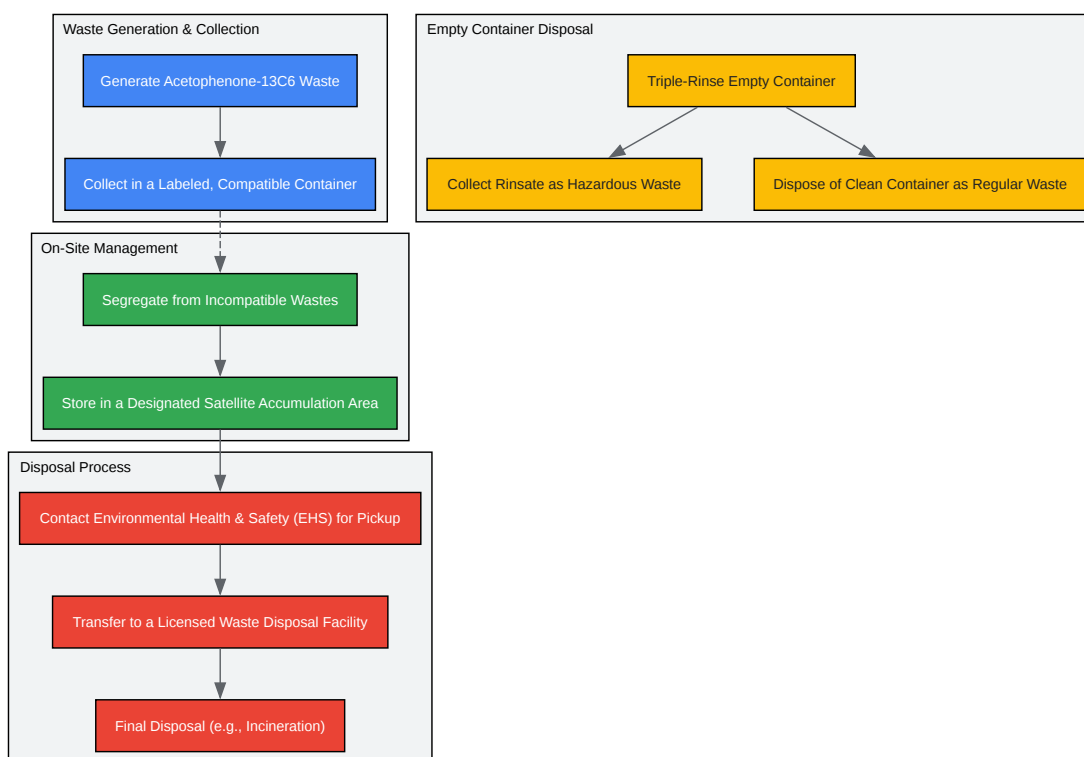 Waste Generation & Collection
Generate Acetophenone-13C6 Waste
Collect in a Labeled, Compatible Container
On-Site Management
Segregate from Incompatible Wastes
Store in a Designated Satellite Accumulation Area
Disposal Process
Contact Environmental Health & Safety (EHS) for Pickup
Transfer to a Licensed Waste Disposal Facility
Final Disposal (e.g., Incineration)
Empty Container Disposal
Triple-Rinse Empty Container
Collect Rinsate as Hazardous Waste
Dispose of Clean Container as Regular Waste